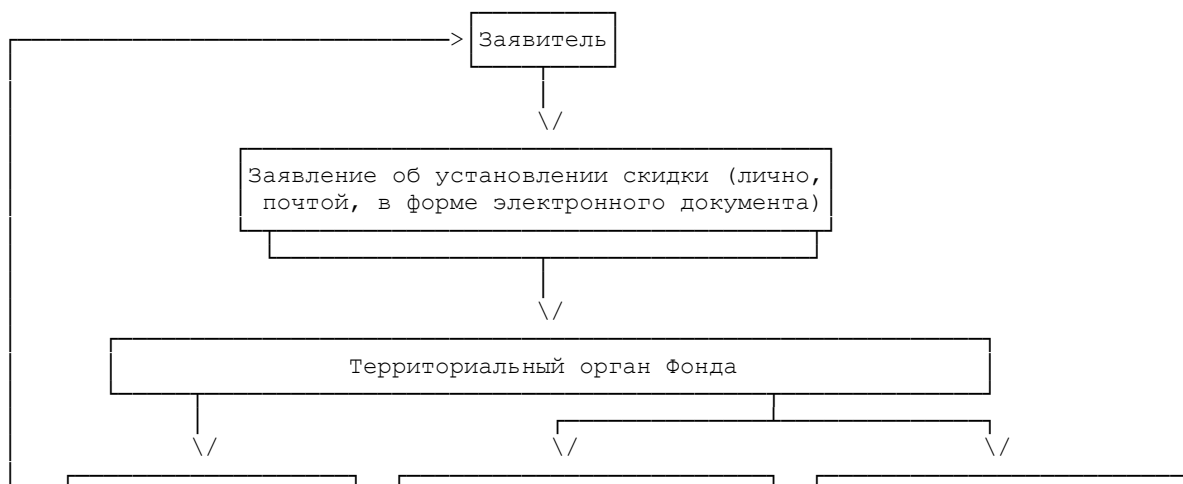 Заявитель
Заявление об установлении скидки (лично,
почтой, в форме электронного документа)
Территориальный орган Фонда